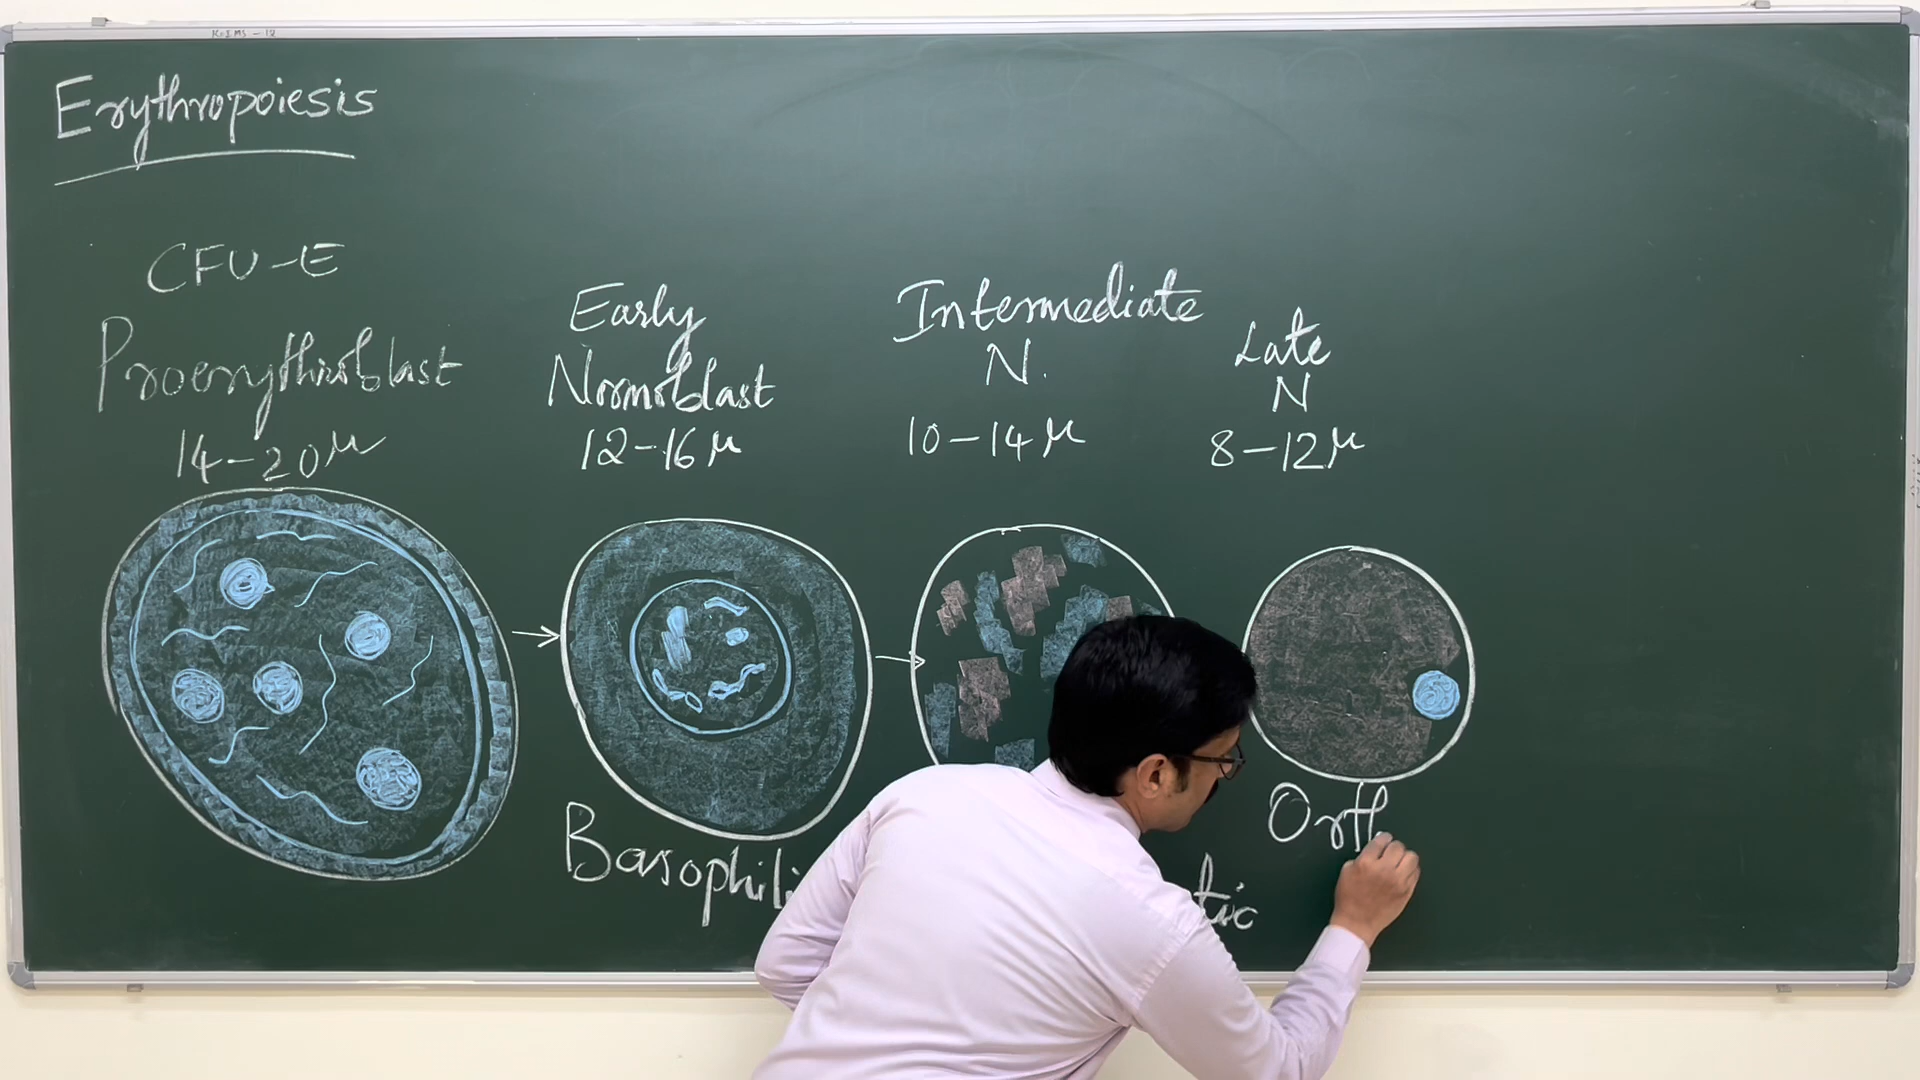 Erythropoiesis
CFU-E
Proerythroblast
14-20μ
Early
Normoblast
12-16μ
Intermediate
N.
10-14μ
Late
N
8-12μ
Basophili
tic
Orth